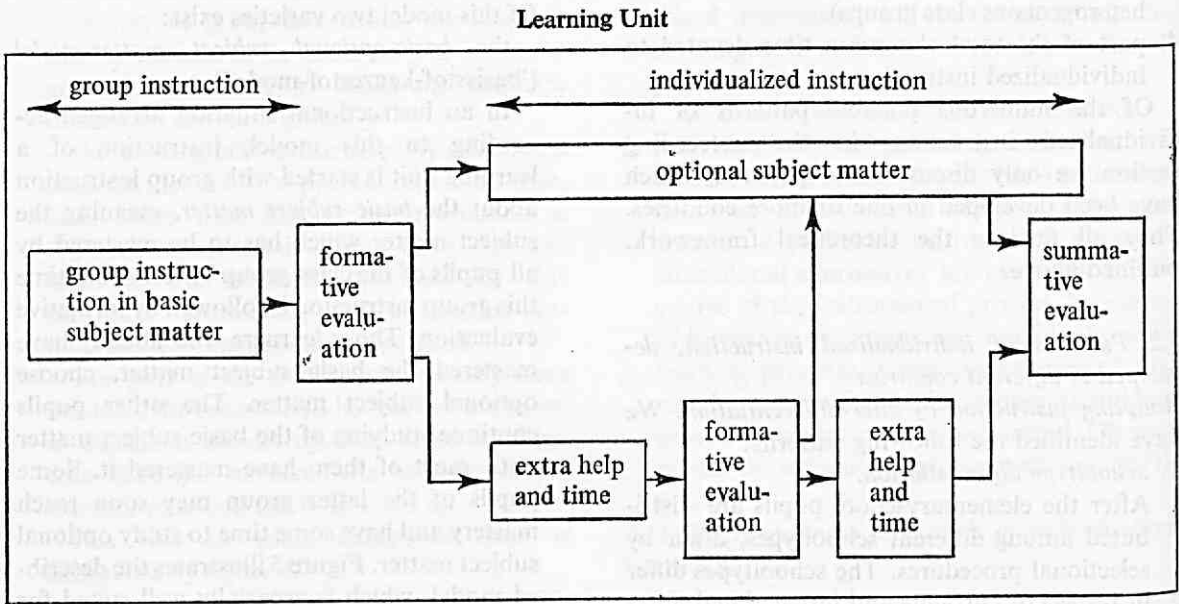 Learning Unit
group instruction
individualized instruction
optional subject matter
group instruc-
tion in basic
subject matter
forma-
tive
evalu-
ation
summa-
tive
evalu-
ation
extra help
and time
forma-
tive
evalu-
ation
extra
help
and
time